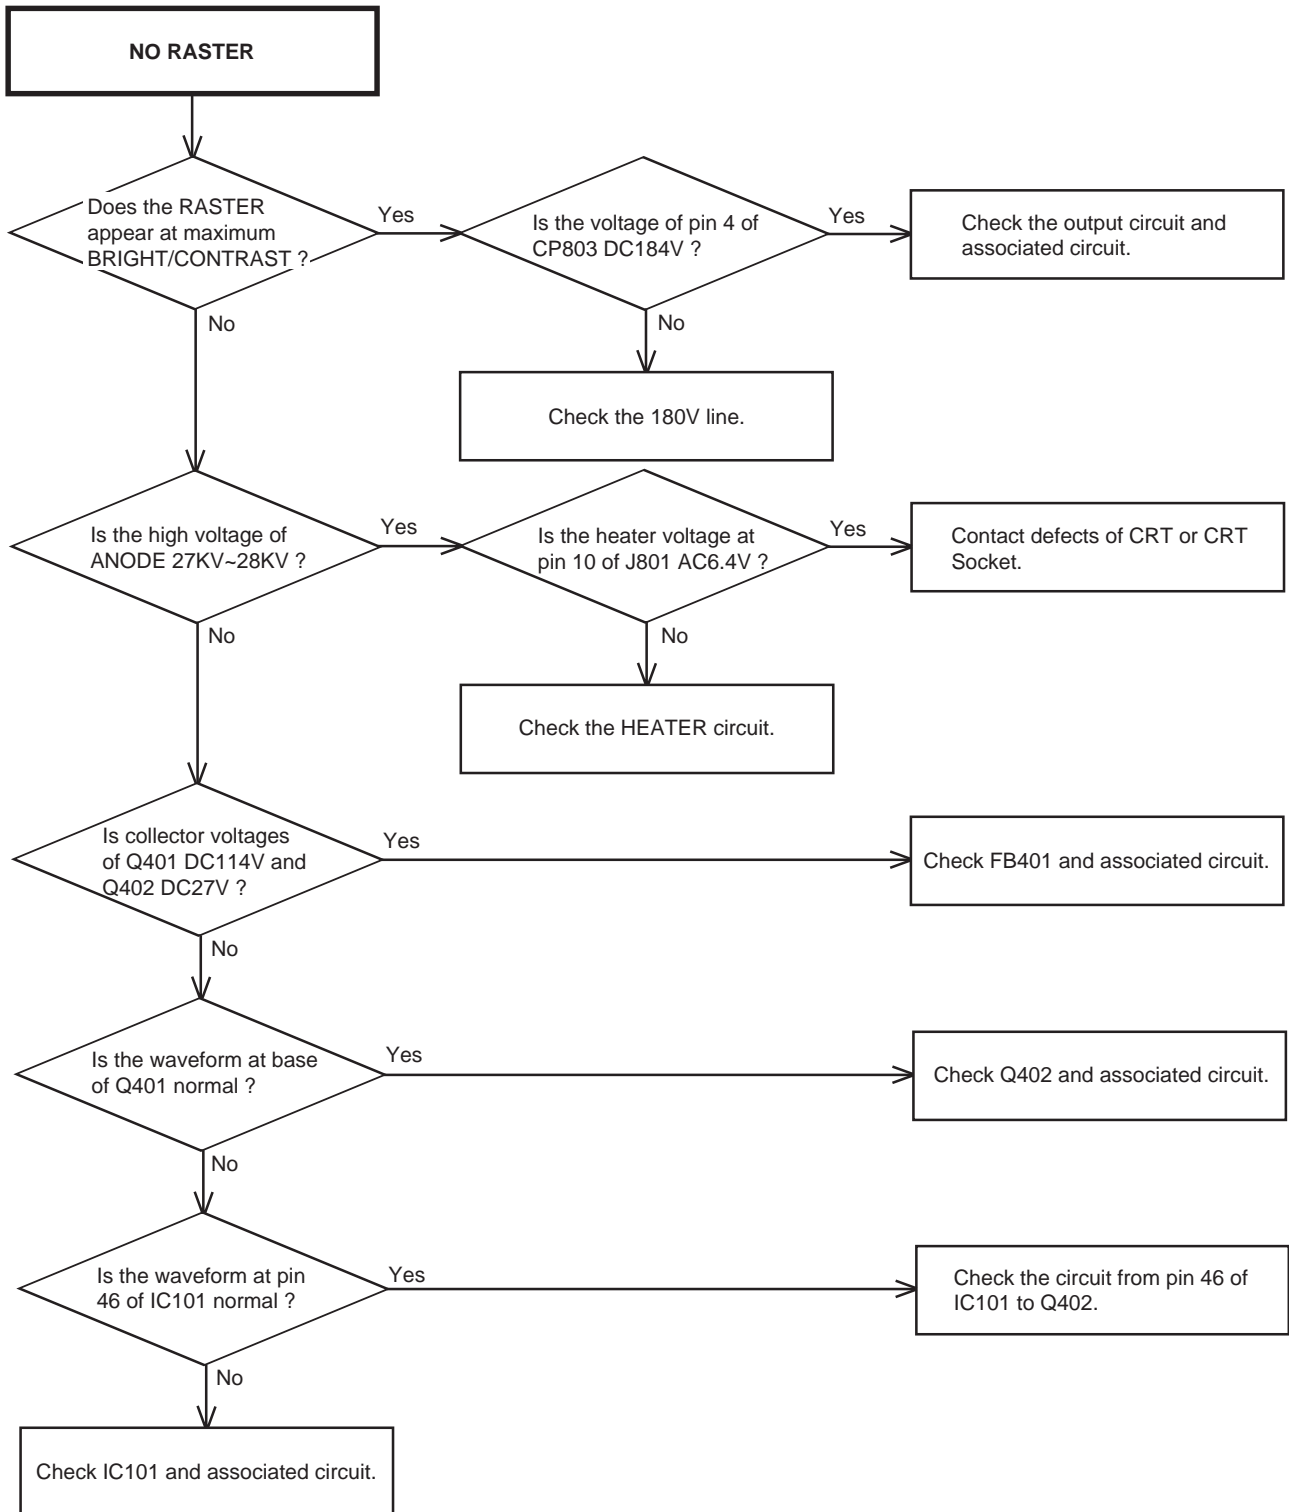 NO RASTER
Does the RASTER
appear at maximum
BRIGHT/CONTRAST ?
Yes
Is the voltage of pin 4 of
CP803 DC184V ?
Yes
Check the output circuit and
associated circuit.
No
No
Check the 180V line.
Is the high voltage of
ANODE 27KV~28KV ?
Yes
Is the heater voltage at
pin 10 of J801 AC6.4V ?
Yes
Contact defects of CRT or CRT
Socket.
No
No
Check the HEATER circuit.
Is collector voltages
of Q401 DC114V and
Q402 DC27V ?
Yes
Check FB401 and associated circuit.
No
Is the waveform at base
of Q401 normal ?
Yes
Check Q402 and associated circuit.
No
Is the waveform at pin
46 of IC101 normal ?
Yes
Check the circuit from pin 46 of
IC101 to Q402.
No
Check IC101 and associated circuit.